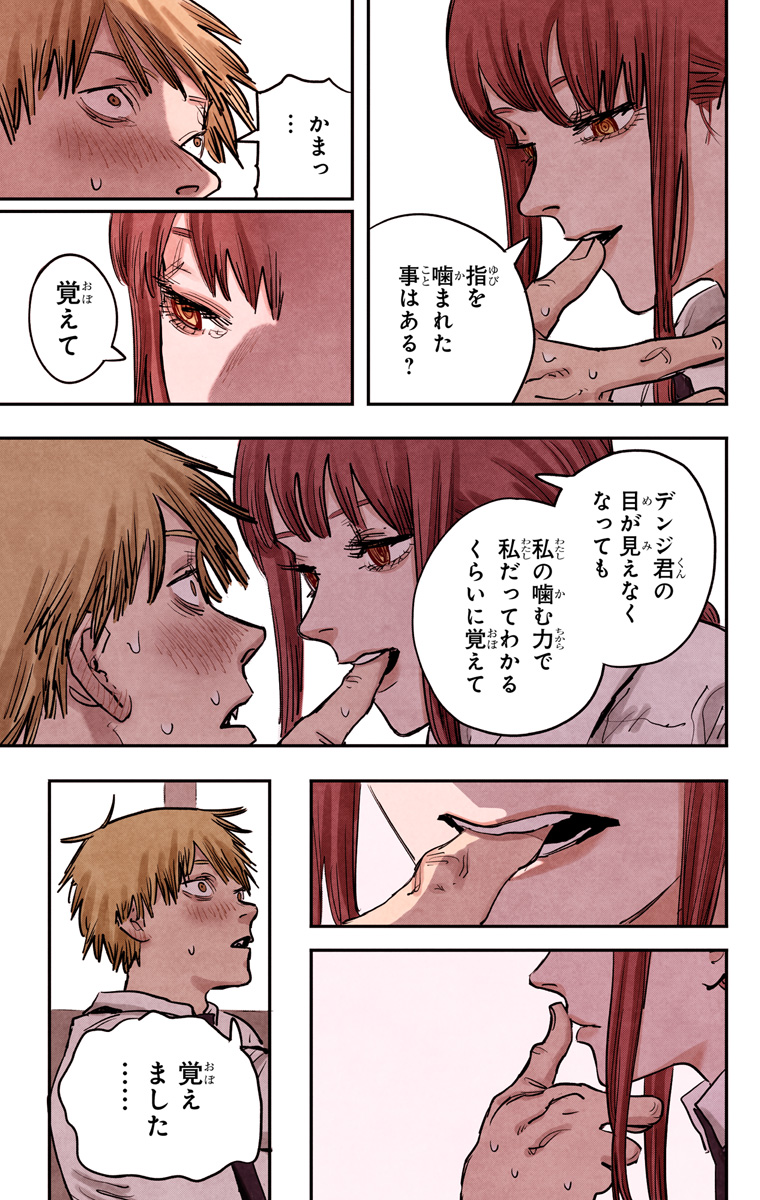 指を
噛まれた
事はある?
かまっ
…
覚えて
デンジ君の
目が見えなく
なっても
私の噛む力で
私だってわかる
くらいに覚えて
覚え
ました
……